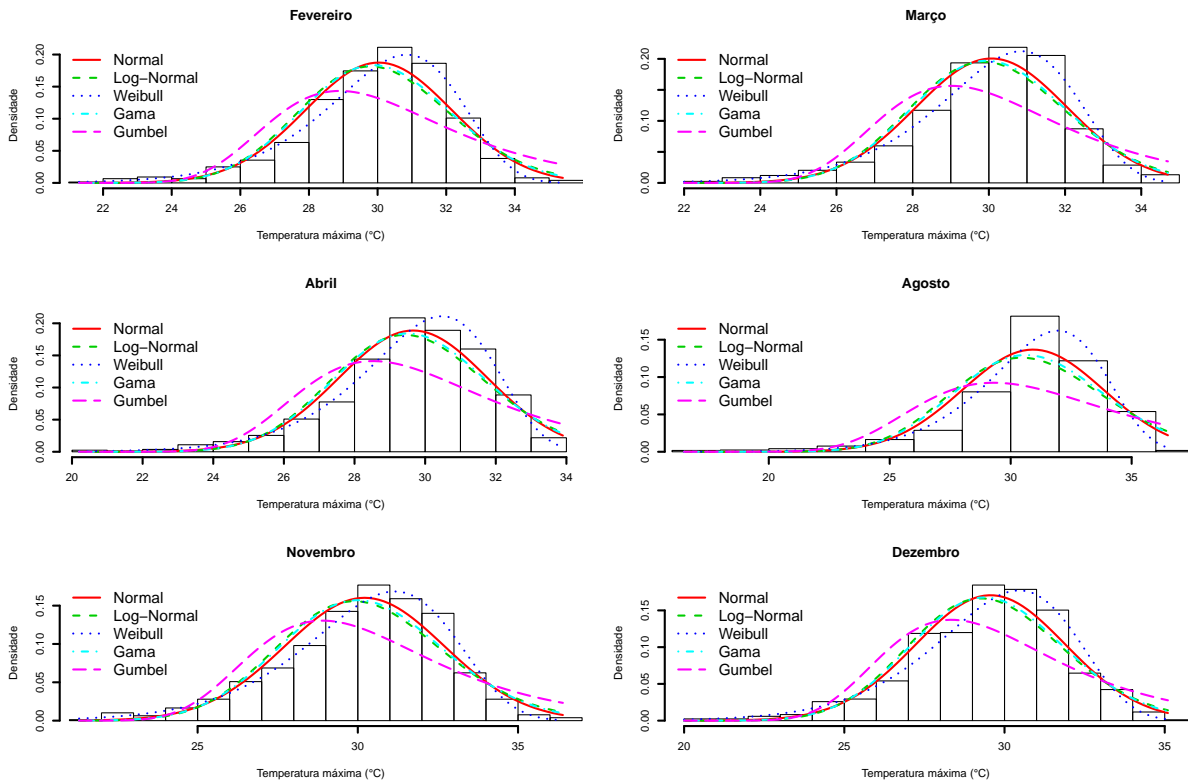 Fevereiro
Densidade
0.00 0.05 0.10 0.15 0.20
Normal
Log−Normal
Weibull
Gama
Gumbel
22 24 26 28 30 32 34
Temperatura máxima (°C)
Março
Densidade
0.00 0.05 0.10 0.15 0.20
Normal
Log−Normal
Weibull
Gama
Gumbel
22 24 26 28 30 32 34
Temperatura máxima (°C)
Abril
Densidade
0.00 0.05 0.10 0.15 0.20
Normal
Log−Normal
Weibull
Gama
Gumbel
20 22 24 26 28 30 32 34
Temperatura máxima (°C)
Agosto
Densidade
0.00 0.05 0.10 0.15
Normal
Log−Normal
Weibull
Gama
Gumbel
20 25 30 35
Temperatura máxima (°C)
Novembro
Densidade
0.00 0.05 0.10 0.15
Normal
Log−Normal
Weibull
Gama
Gumbel
25 30 35
Temperatura máxima (°C)
Dezembro
Densidade
0.00 0.05 0.10 0.15
Normal
Log−Normal
Weibull
Gama
Gumbel
20 25 30 35
Temperatura máxima (°C)